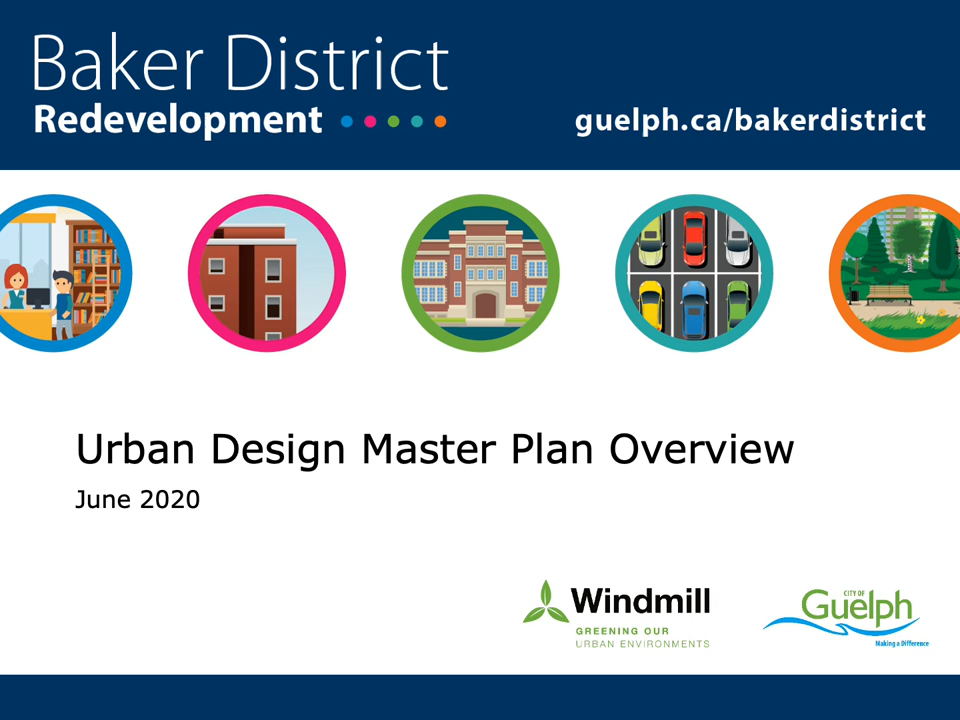 Baker District
Redevelopment
guelph.ca/bakerdistrict
Urban Design Master Plan Overview
June 2020
Windmill
GREENING OUR
URBAN ENVIRONMENTS
CITY OF
Guelph
Making a Difference